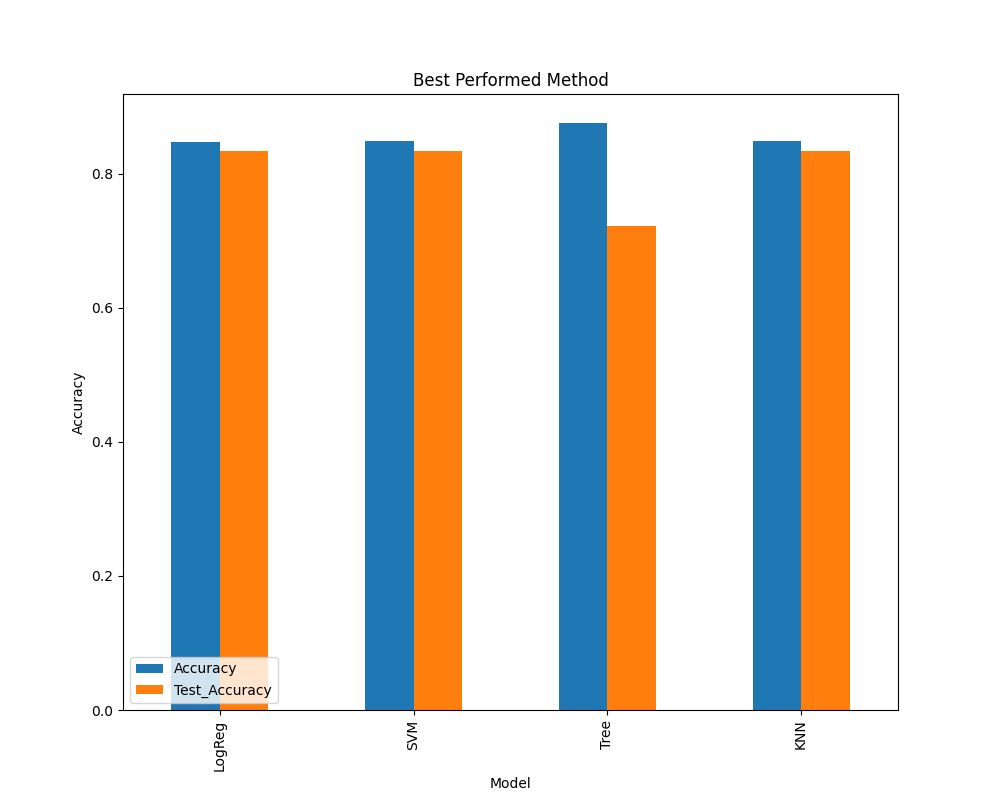 Best Performed Method
Accuracy
0.8
0.6
0.4
0.2
0.0
Accuracy
Test_Accuracy
LogReg
SVM
Tree
KNN
Model